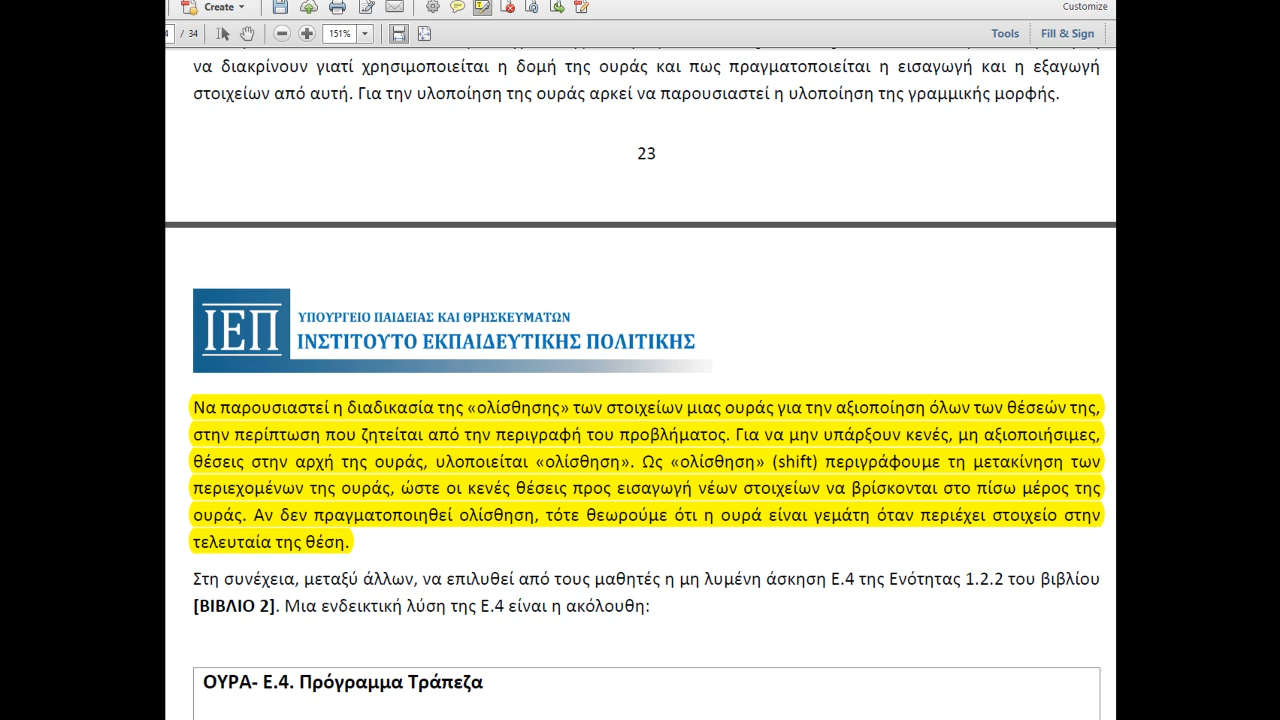 Create
Customize
/ 34
151%
Tools
Fill & Sign
να διακρίνουν γιατί χρησιμοποιείται η δομή της ουράς και πως πραγματοποιείται η εισαγωγή και η εξαγωγή
στοιχείων από αυτή. Για την υλοποίηση της ουράς αρκεί να παρουσιαστεί η υλοποίηση της γραμμικής μορφής.
23
ΙΕΠ
ΥΠΟΥΡΓΕΙΟ ΠΑΙΔΕΙΑΣ ΚΑΙ ΘΡΗΣΚΕΥΜΑΤΩΝ
ΙΝΣΤΙΤΟΥΤΟ ΕΚΠΑΙΔΕΥΤΙΚΗΣ ΠΟΛΙΤΙΚΗΣ
Να παρουσιαστεί η διαδικασία της «ολίσθησης» των στοιχείων μιας ουράς για την αξιοποίηση όλων των θέσεών της,
στην περίπτωση που ζητείται από την περιγραφή του προβλήματος. Για να μην υπάρξουν κενές, μη αξιοποιήσιμες,
θέσεις στην αρχή της ουράς, υλοποιείται «ολίσθηση». Ως «ολίσθηση» (shift) περιγράφουμε τη μετακίνηση των
περιεχομένων της ουράς, ώστε οι κενές θέσεις προς εισαγωγή νέων στοιχείων να βρίσκονται στο πίσω μέρος της
ουράς. Αν δεν πραγματοποιηθεί ολίσθηση, τότε θεωρούμε ότι η ουρά είναι γεμάτη όταν περιέχει στοιχείο στην
τελευταία της θέση.
Στη συνέχεια, μεταξύ άλλων, να επιλυθεί από τους μαθητές η μη λυμένη άσκηση Ε.4 της Ενότητας 1.2.2 του βιβλίου
[ΒΙΒΛΙΟ 2]. Μια ενδεικτική λύση της Ε.4 είναι η ακόλουθη:
ΟΥΡΑ- Ε.4. Πρόγραμμα Τράπεζα